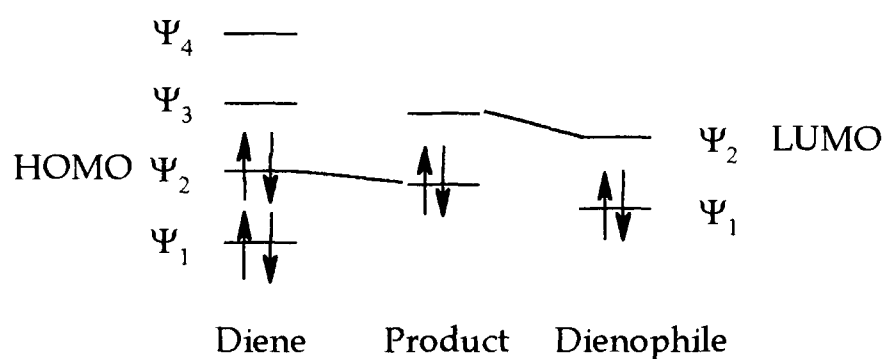 Ψ₄
Ψ₃
HOMO Ψ₂ Ψ₂ LUMO
Ψ₁ Ψ₁
Diene Product Dienophile